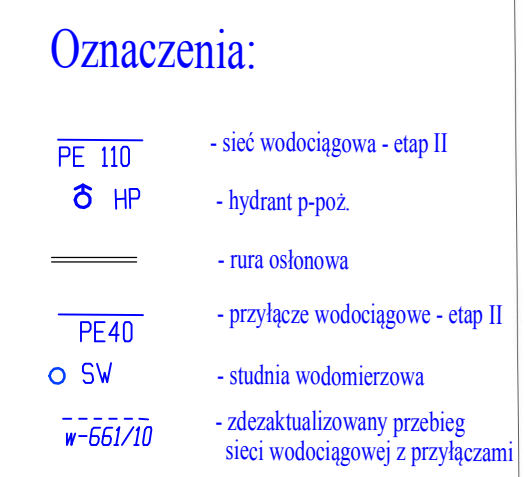 Oznaczenia:
PE 110 - sieć wodociągowa - etap II
HP - hydrant p-poż.
- rura osłonowa
PE40 - przyłącze wodociągowe - etap II
SW - studnia wodomierzowa
w-661/10 - zdezaktualizowany przebieg
sieci wodociągowej z przyłączami